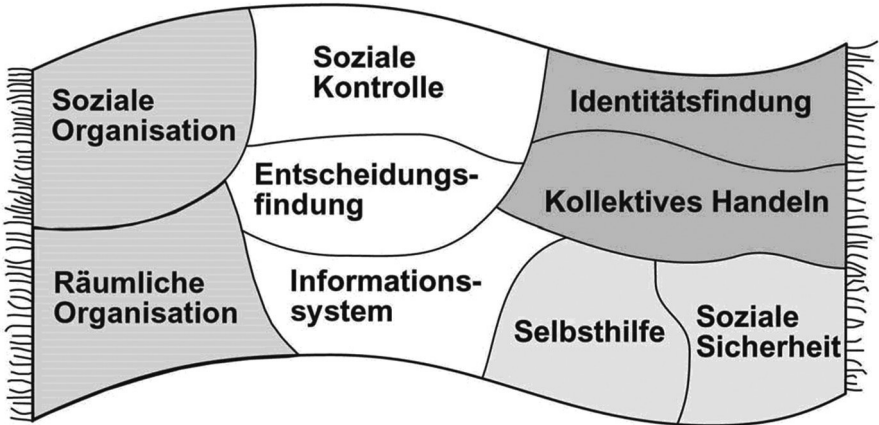 Soziale
Organisation
Räumliche
Organisation
Soziale
Kontrolle
Entscheidungs-
findung
Informations-
system
Identitätsfindung
Kollektives Handeln
Selbsthilfe
Soziale
Sicherheit